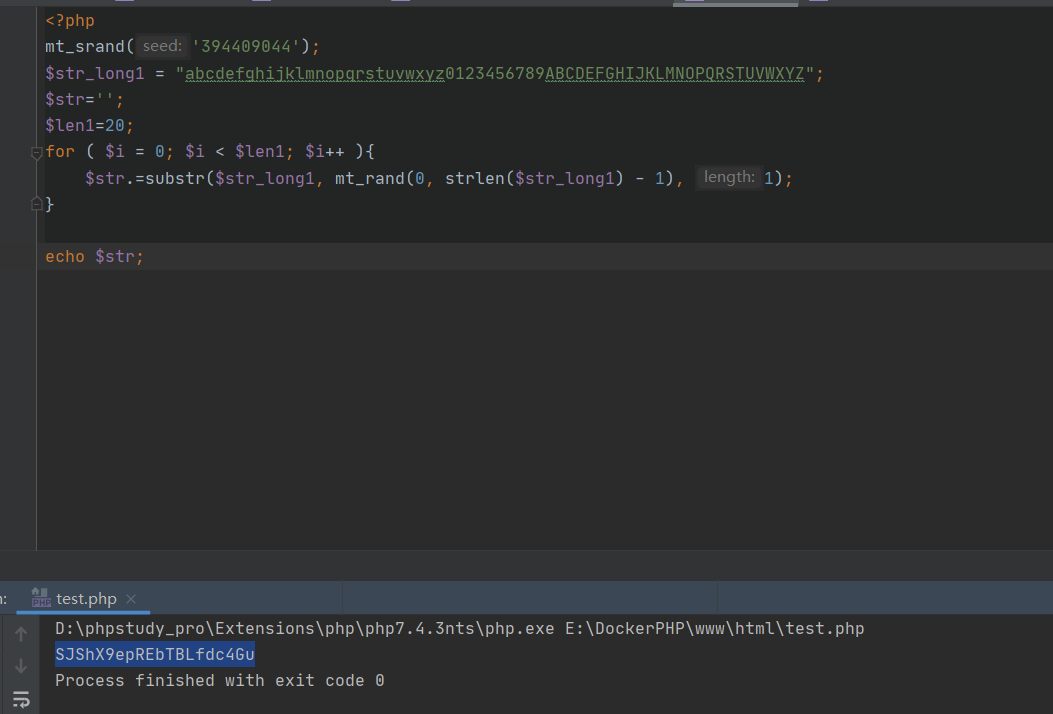 <?php
mt_srand( seed: '394409044');
$str_long1 = "abcdefghijklmnopqrstuvwxyz0123456789ABCDEFGHIJKLMNOPQRSTUVWXYZ";
$str='';
$len1=20;
for ( $i = 0; $i < $len1; $i++ ){
    $str.=substr($str_long1, mt_rand(0, strlen($str_long1) - 1), length: 1);
}
echo $str;
test.php
D:\phpstudy_pro\Extensions\php\php7.4.3nts\php.exe E:\DockerPHP\www\html\test.php
SJShX9epREbTBLfdc4Gu
Process finished with exit code 0